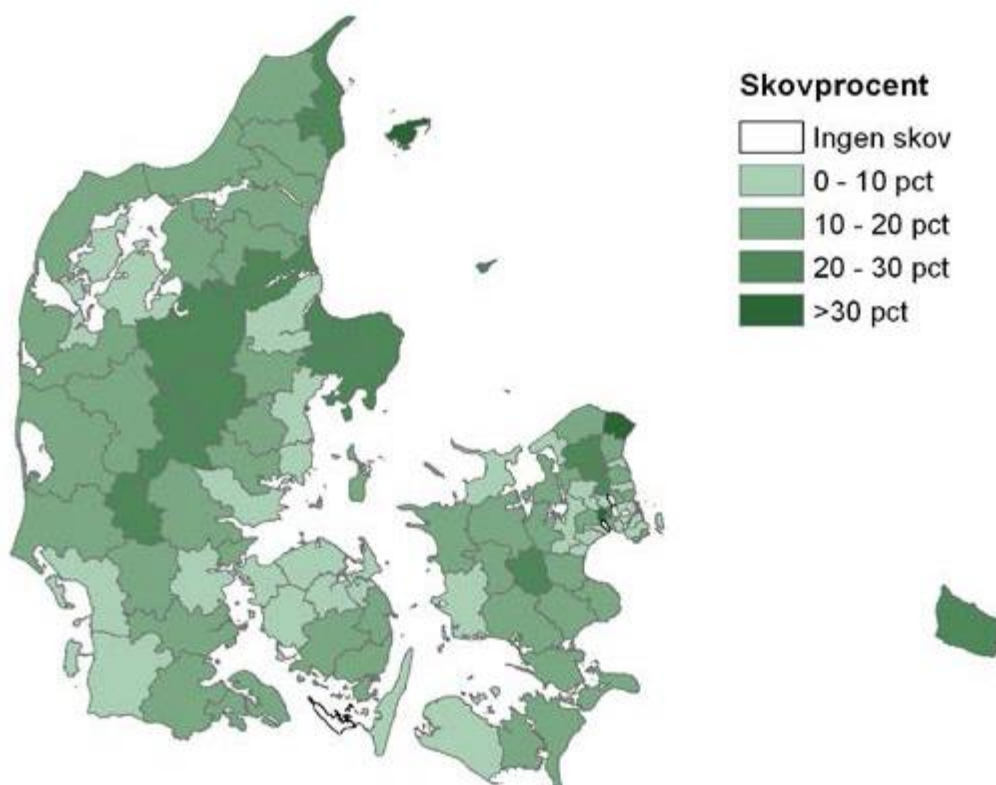 Skovprocent
Ingen skov
0 - 10 pct
10 - 20 pct
20 - 30 pct
>30 pct